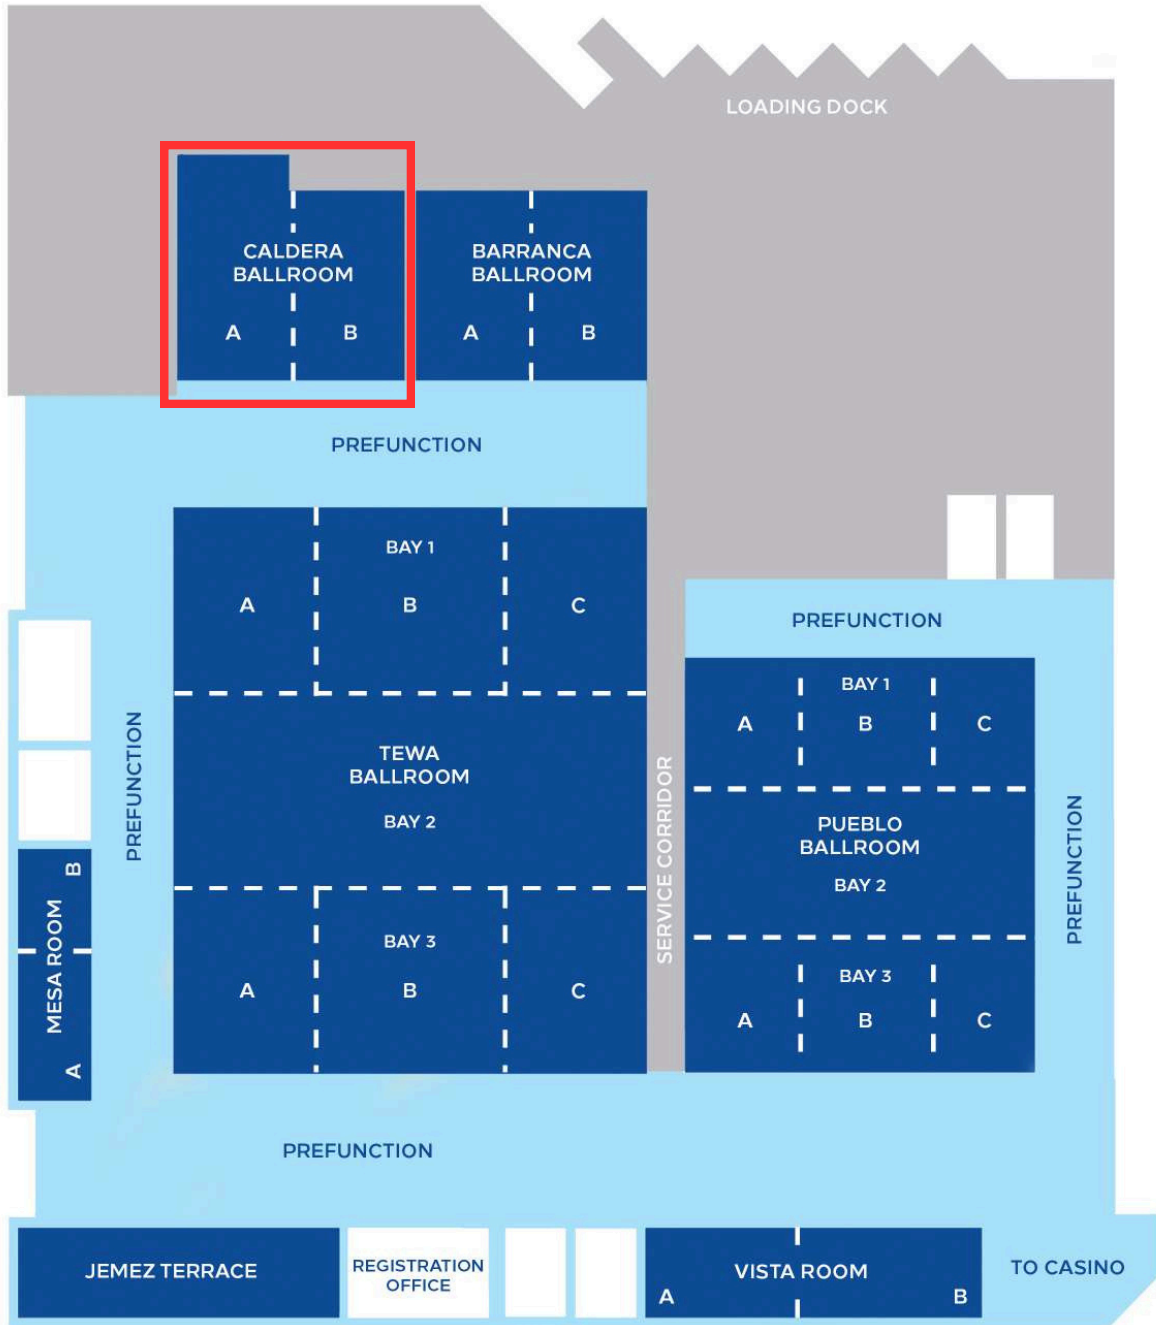 LOADING DOCK
CALDERA
BALLROOM
A
B
BARRANCA
BALLROOM
A
B
PREFUNCTION
BAY 1
A
B
C
TEWA
BALLROOM
BAY 2
BAY 3
A
B
C
PREFUNCTION
MESA ROOM
A
B
SERVICE CORRIDOR
PREFUNCTION
BAY 1
A
B
C
PUEBLO
BALLROOM
BAY 2
BAY 3
A
B
C
PREFUNCTION
PREFUNCTION
JEMEZ TERRACE
REGISTRATION
OFFICE
VISTA ROOM
A
B
TO CASINO